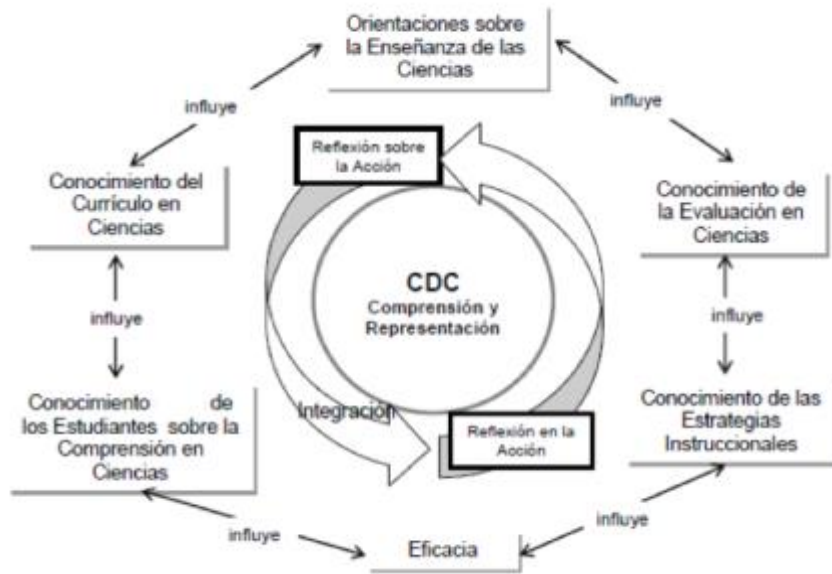 Orientaciones sobre
la Enseñanza de las
Ciencias
influye
influye
Reflexión sobre
la Acción
Conocimiento del
Currículo en
Ciencias
Conocimiento de
la Evaluación en
Ciencias
CDC
Comprensión y
Representación
influye
influye
Conocimiento de
los Estudiantes sobre la
Comprensión en
Ciencias
Integración
Reflexión en la
Acción
Conocimiento de las
Estrategias
Instruccionales
influye
influye
Eficacia